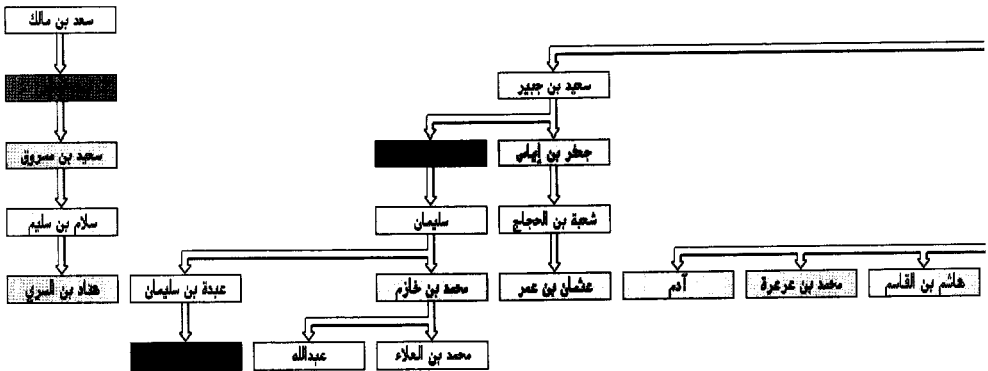 سعد بن مالك
سعيد بن جبير
سعيد بن مسروق
جعفر بن إياس
سلام بن سليم
سليمان
شعبة بن الحجاج
هناد بن السري
عبدة بن سليمان
محمد بن خازم
عثمان بن عمر
آدم
محمد بن عرعرة
هاشم بن القاسم
عبدالله
محمد بن العلاء